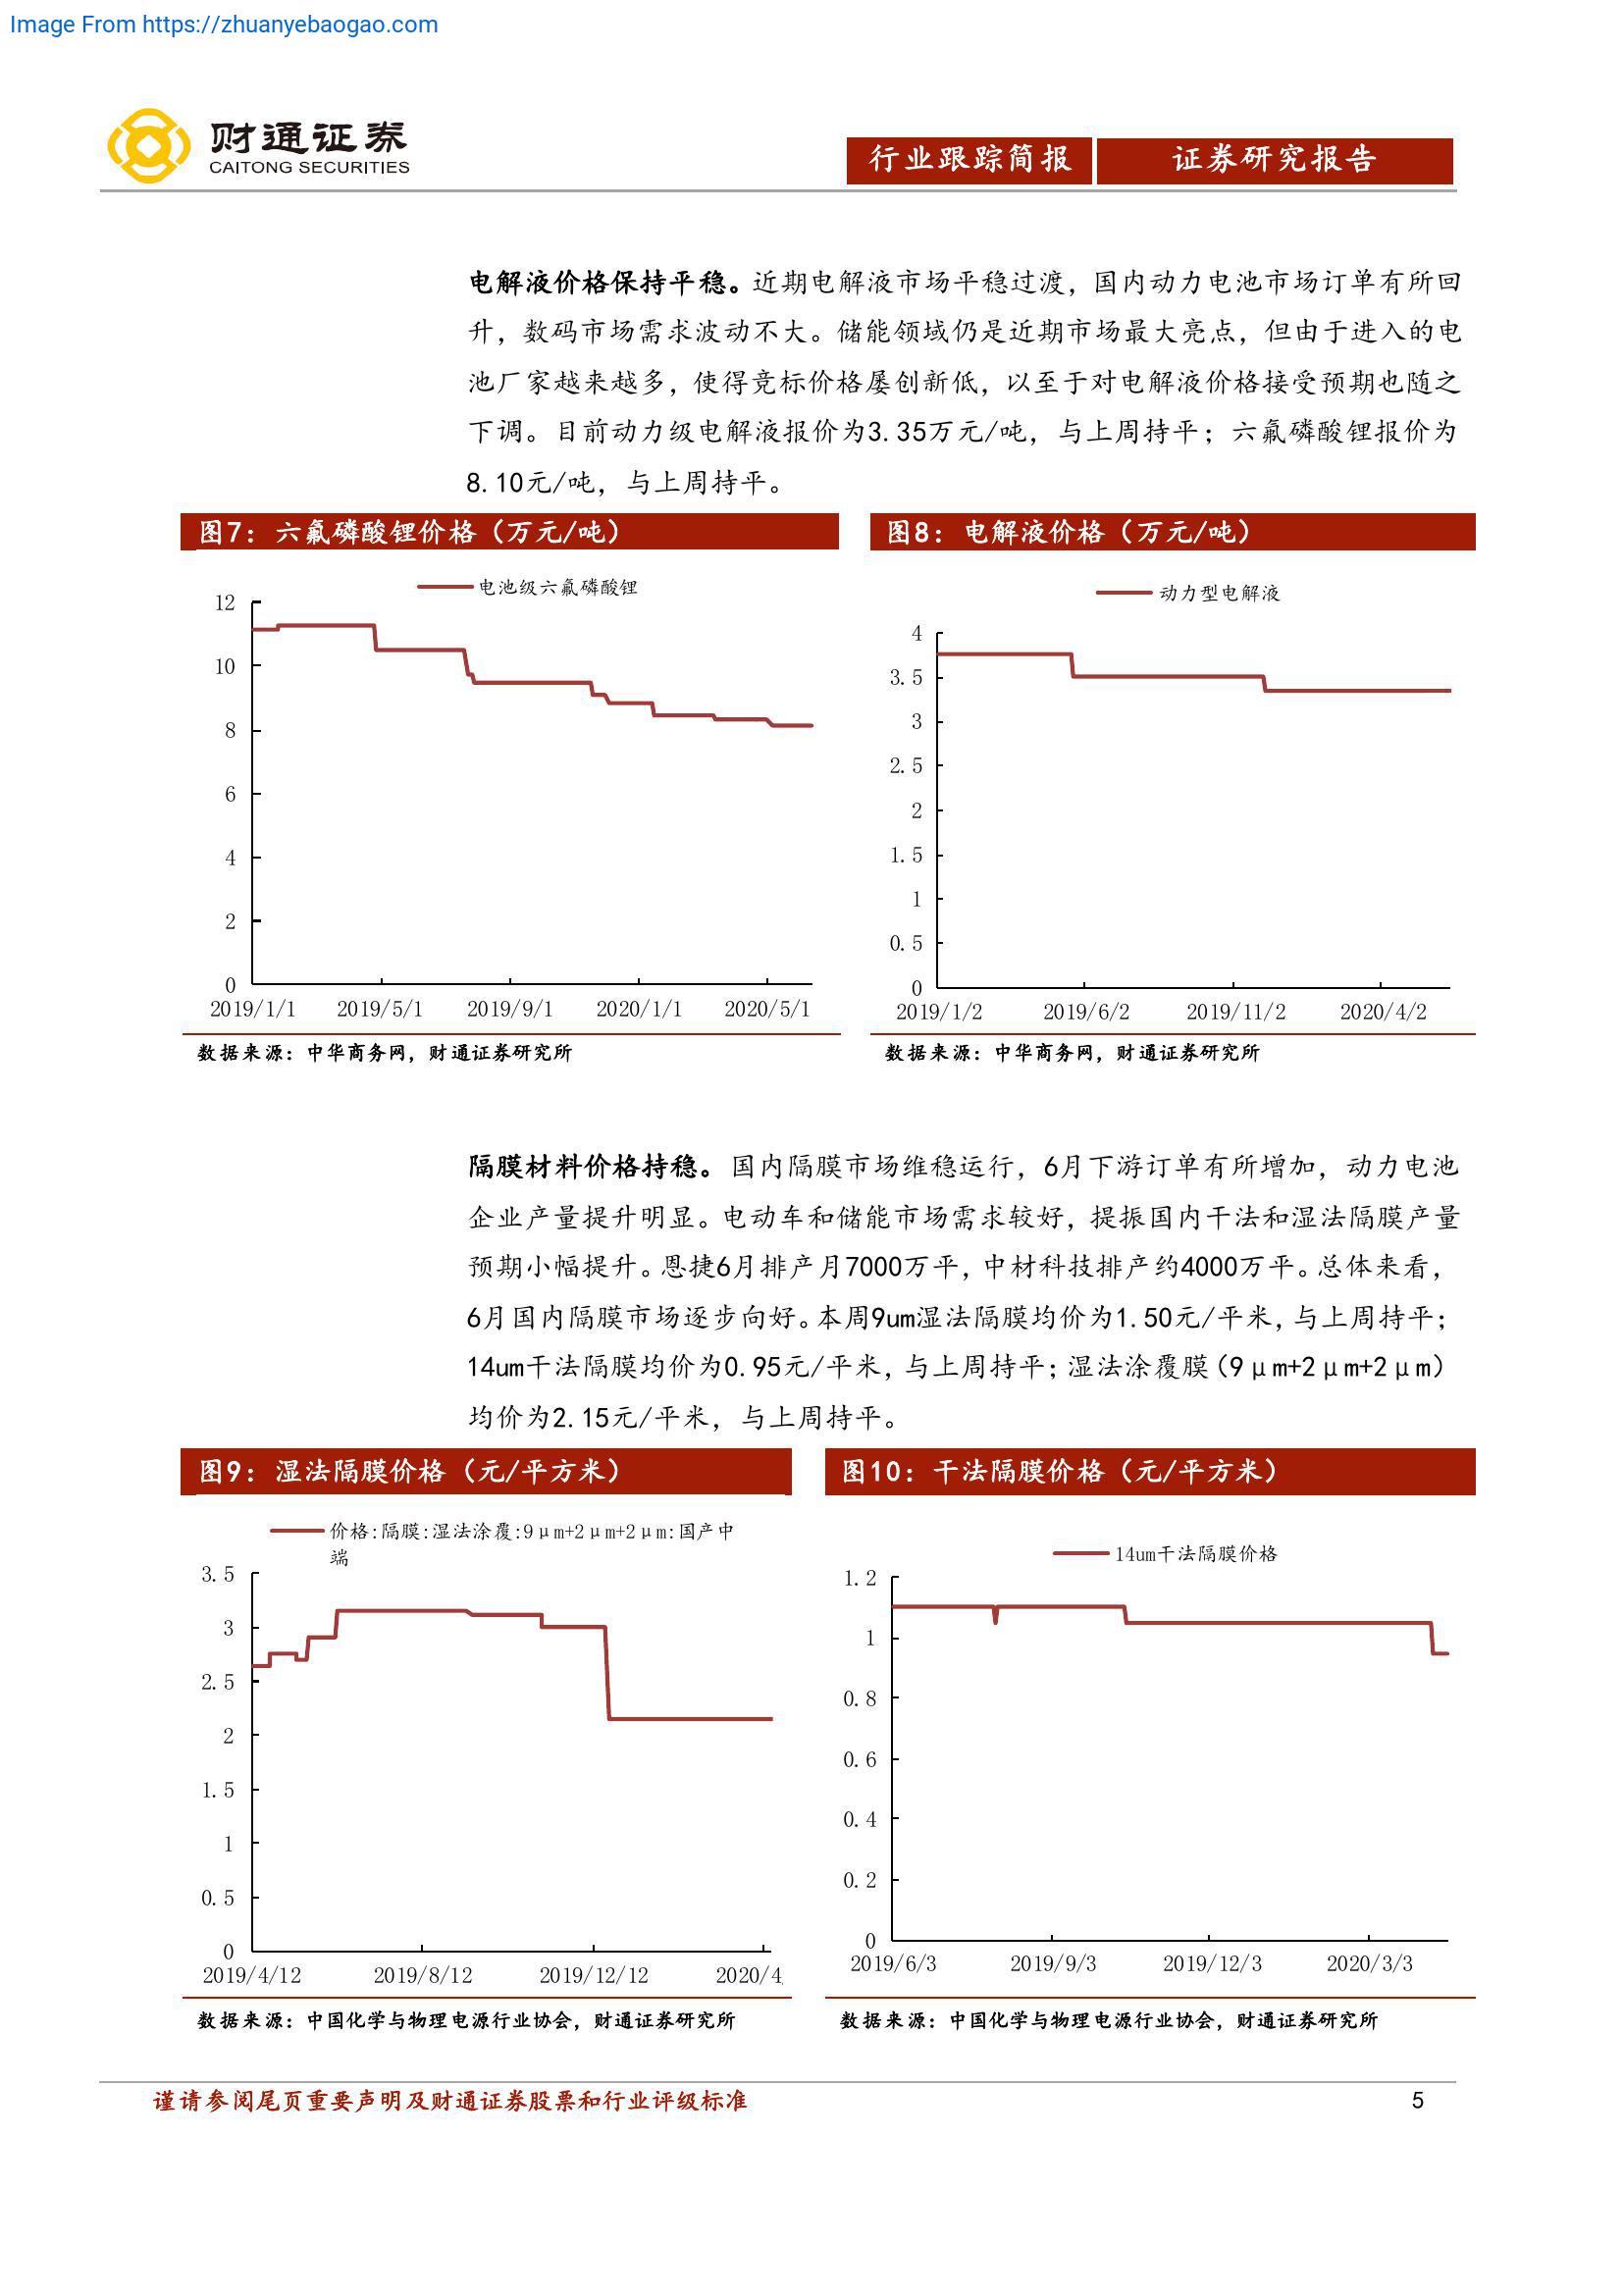 Image From https://zhuanyebaogao.com
财通证券
CAITONG SECURITIES
行业跟踪简报
证券研究报告
电解液价格保持平稳。近期电解液市场平稳过渡，国内动力电池市场订单有所回
升，数码市场需求波动不大。储能领域仍是近期市场最大亮点，但由于进入的电
池厂家越来越多，使得竞标价格屡创新低，以至于对电解液价格接受预期也随之
下调。目前动力级电解液报价为3.35万元/吨，与上周持平；六氟磷酸锂报价为
8.10元/吨，与上周持平。
图7：六氟磷酸锂价格（万元/吨）
电池级六氟磷酸锂
12
10
8
6
4
2
0
2019/1/1 2019/5/1 2019/9/1 2020/1/1 2020/5/1
数据来源：中华商务网，财通证券研究所
图8：电解液价格（万元/吨）
动力型电解液
4
3.5
3
2.5
2
1.5
1
0.5
0
2019/1/2 2019/6/2 2019/11/2 2020/4/2
数据来源：中华商务网，财通证券研究所
隔膜材料价格持稳。国内隔膜市场维稳运行，6月下游订单有所增加，动力电池
企业产量提升明显。电动车和储能市场需求较好，提振国内干法和湿法隔膜产量
预期小幅提升。恩捷6月排产月7000万平，中材科技排产约4000万平。总体来看，
6月国内隔膜市场逐步向好。本周9um湿法隔膜均价为1.50元/平米，与上周持平；
14um干法隔膜均价为0.95元/平米，与上周持平；湿法涂覆膜（9μm+2μm+2μm）
均价为2.15元/平米，与上周持平。
图9：湿法隔膜价格（元/平方米）
价格:隔膜:湿法涂覆:9μm+2μm+2μm:国产中
端
3.5
3
2.5
2
1.5
1
0.5
0
2019/4/12 2019/8/12 2019/12/12 2020/4
数据来源：中国化学与物理电源行业协会，财通证券研究所
图10：干法隔膜价格（元/平方米）
14um干法隔膜价格
1.2
1
0.8
0.6
0.4
0.2
0
2019/6/3 2019/9/3 2019/12/3 2020/3/3
数据来源：中国化学与物理电源行业协会，财通证券研究所
谨请参阅尾页重要声明及财通证券股票和行业评级标准
5